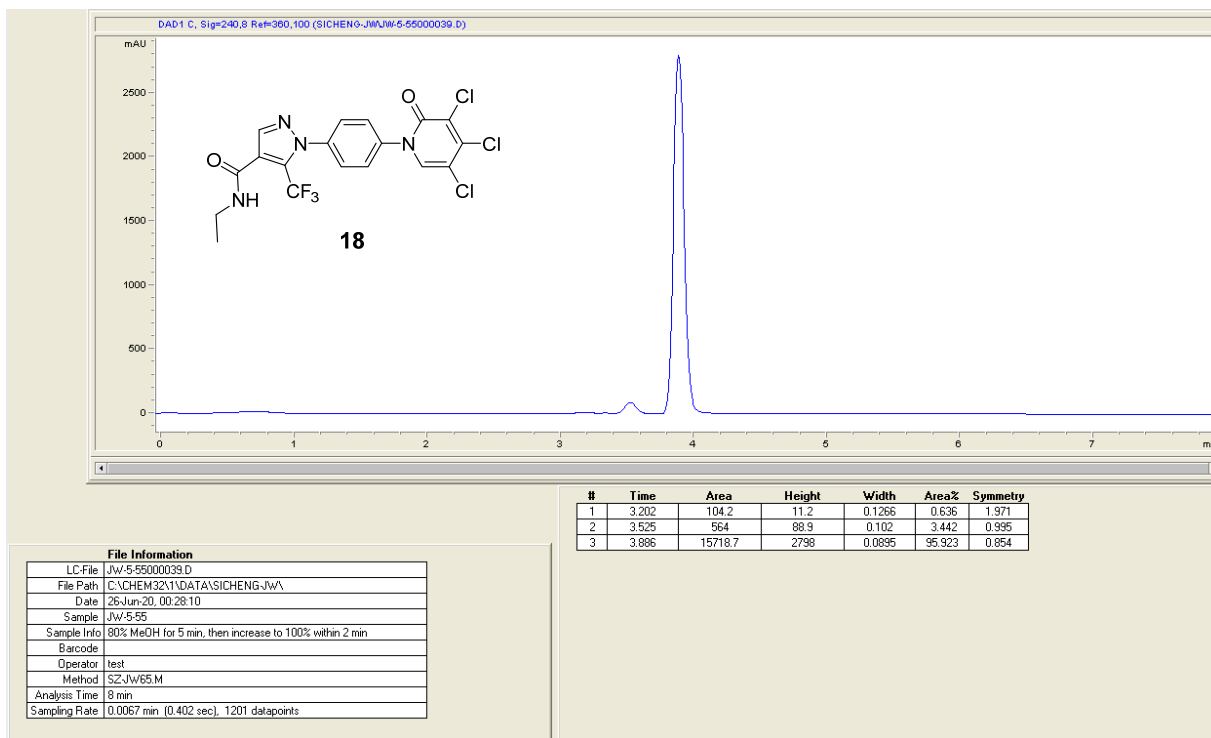 DAD1 C, Sig=240,8 Ref=360,100 (SICHENG-JW\JW-5-55000039.D)
mAU
2500
2000
1500
1000
500
0
O
Cl
N
N
N
Cl
O
CF3
Cl
NH
18
0 1 2 3 4 5 6 7 m
# Time Area Height Width Area% Symmetry
1 3.202 104.2 11.2 0.1266 0.636 1.971
2 3.525 564 88.9 0.102 3.442 0.995
3 3.886 15718.7 2798 0.0895 95.923 0.854
File Information
LC-File JW-5-55000039.D
File Path C:\CHEM32\1\DATA\SICHENG-JW\
Date 26-Jun-20, 00:28:10
Sample JW-5-55
Sample Info 80% MeOH for 5 min, then increase to 100% within 2 min
Barcode
Operator test
Method SZ-JW65.M
Analysis Time 8 min
Sampling Rate 0.0067 min (0.402 sec), 1201 datapoints